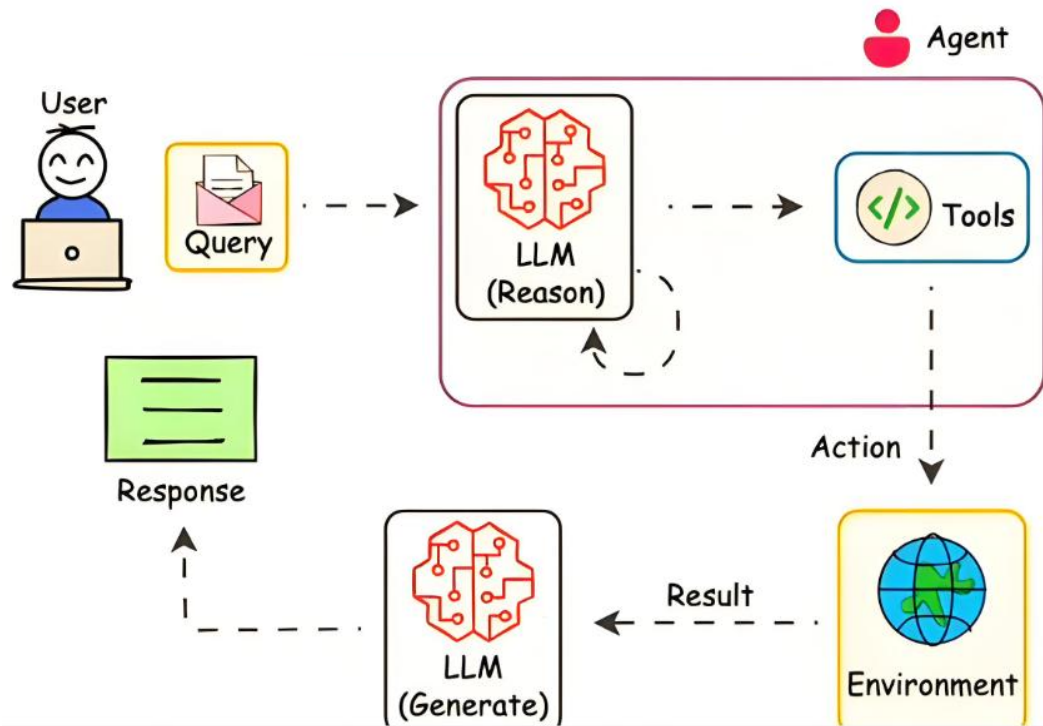 Agent
User
Query
LLM
(Reason)
</>
Tools
Action
Response
Result
LLM
(Generate)
Environment